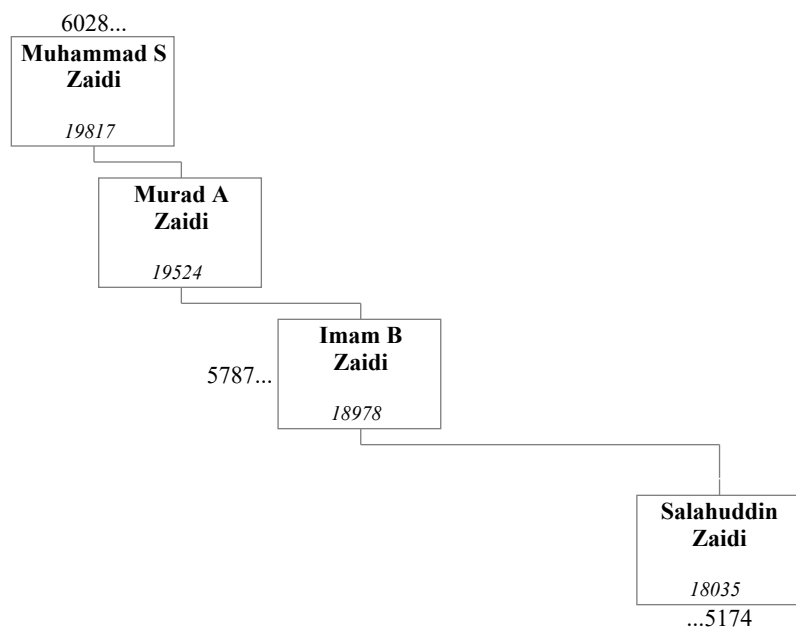 6028...
Muhammad S
Zaidi
19817
Murad A
Zaidi
19524
Imam B
Zaidi
5787...
18978
Salahuddin
Zaidi
18035
...5174